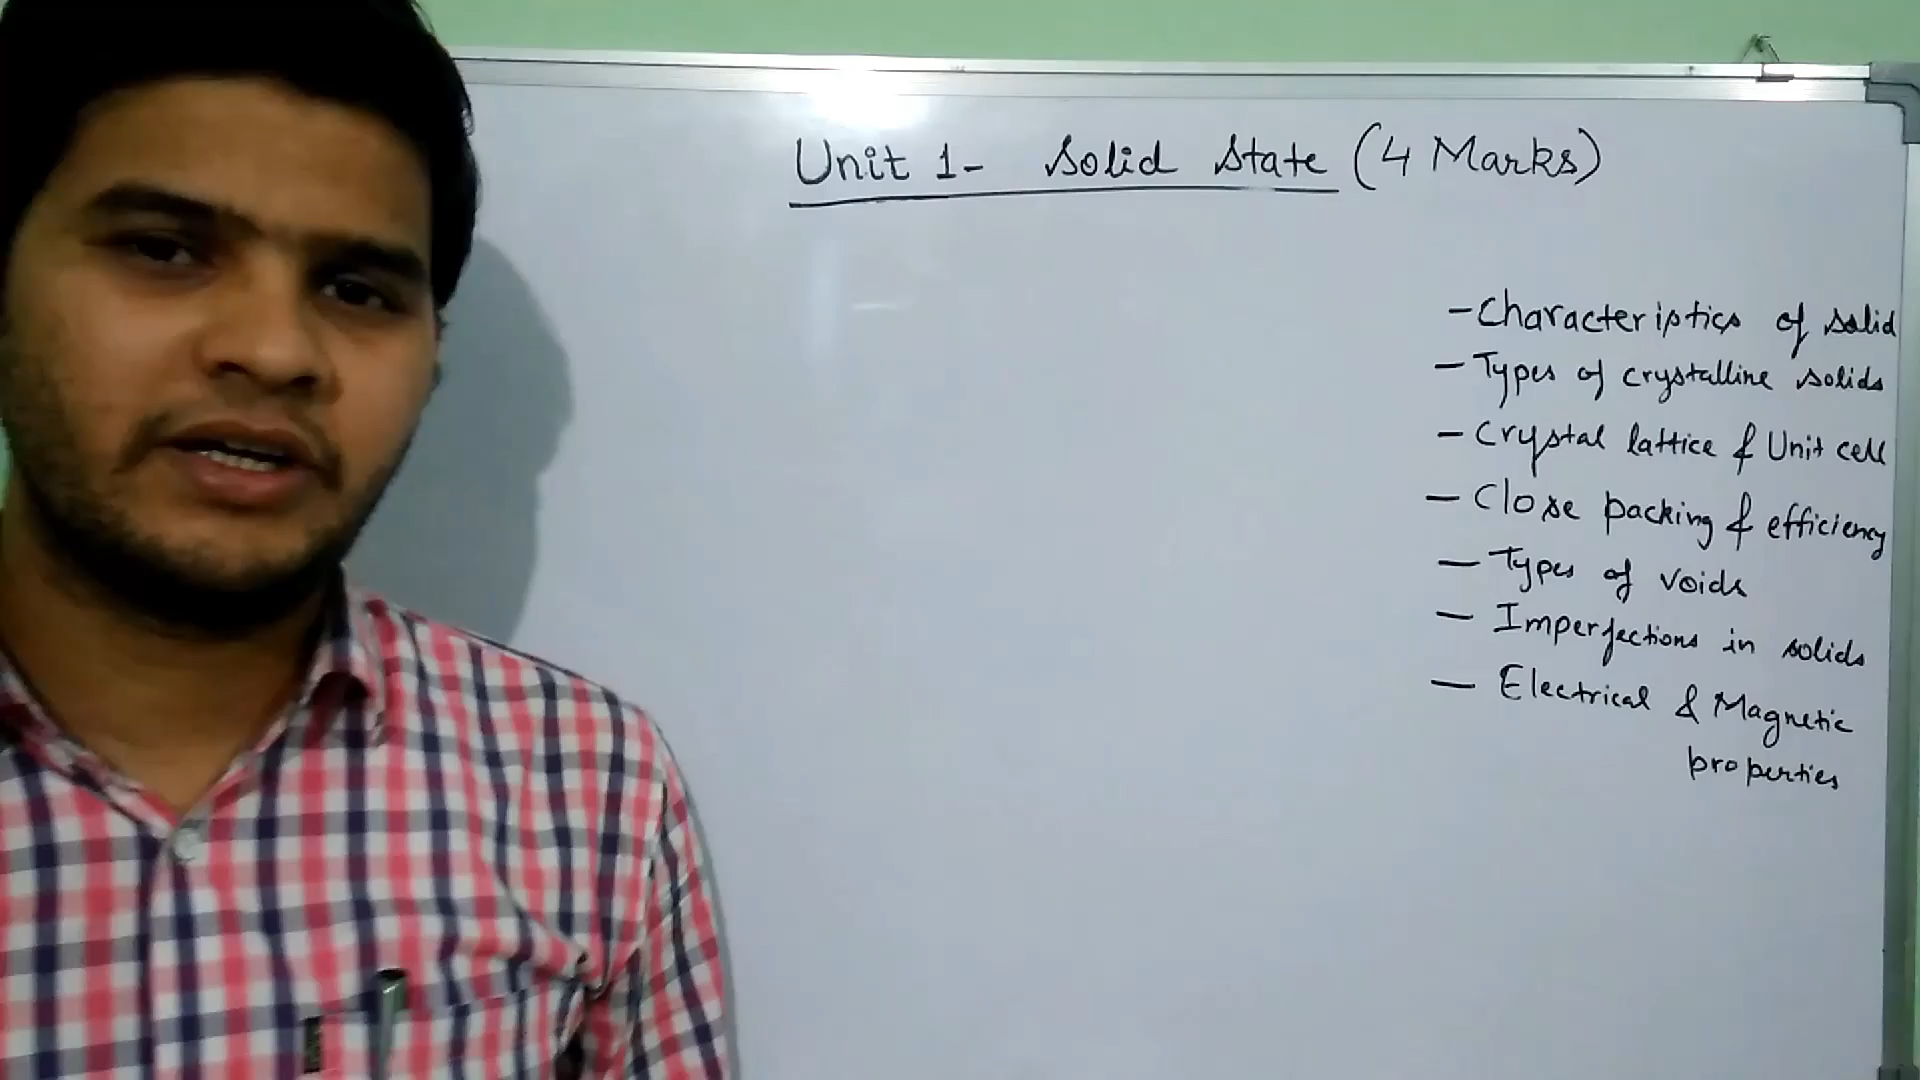 Unit 1- Solid State (4 Marks)
- Characteristics of solid
- Types of crystalline solids
- Crystal lattice & Unit cell
- Close packing & efficiency
- Types of voids
- Imperfections in solids
- Electrical & Magnetic
properties